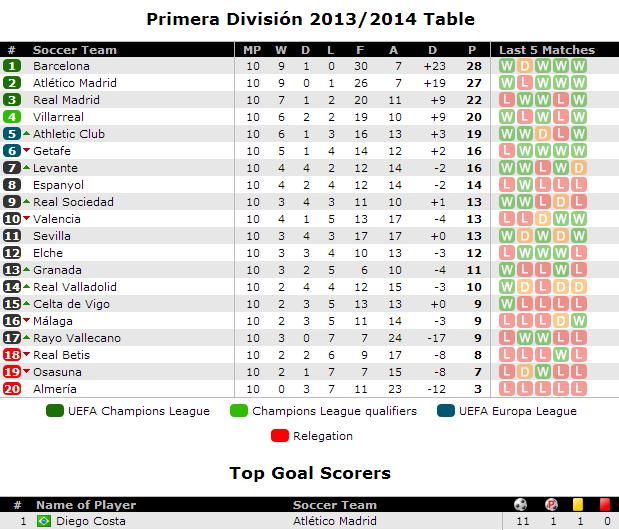 Primera División 2013/2014 Table
# Soccer Team MP W D L F A D P Last 5 Matches
1 Barcelona 10 9 1 0 30 7 +23 28 W D W W W
2 Atlético Madrid 10 9 0 1 26 7 +19 27 W L W W W
3 Real Madrid 10 7 1 2 20 11 +9 22 L W W L W
4 Villarreal 10 6 2 2 19 10 +9 20 W L W L W
5 Athletic Club 10 6 1 3 16 13 +3 19 W W D L W
6 Getafe 10 5 1 4 14 12 +2 16 L W W W W
7 Levante 10 4 4 2 12 14 -2 16 W W L W D
8 Espanyol 10 4 2 4 12 14 -2 14 W L L L L
9 Real Sociedad 10 3 4 3 11 10 +1 13 W W L D L
10 Valencia 10 4 1 5 13 17 -4 13 L L D W W
11 Sevilla 10 3 4 3 17 17 +0 13 W D W D W
12 Elche 10 3 3 4 10 13 -3 12 L W W W L
13 Granada 10 3 2 5 6 10 -4 11 W L L W L
14 Real Valladolid 10 2 4 4 12 15 -3 10 W D L D D
15 Celta de Vigo 10 2 3 5 13 13 +0 9 W L L L L
16 Málaga 10 2 3 5 11 14 -3 9 L L L D W
17 Rayo Vallecano 10 3 0 7 7 24 -17 9 L W W L L
18 Real Betis 10 2 2 6 9 17 -8 8 L L L W L
19 Osasuna 10 2 1 7 7 15 -8 7 L D W L L
20 Almería 10 0 3 7 11 23 -12 3 L L L L L
UEFA Champions League Champions League qualifiers UEFA Europa League
Relegation
Top Goal Scorers
# Name of Player Soccer Team
1 Diego Costa Atlético Madrid 11 1 1 0